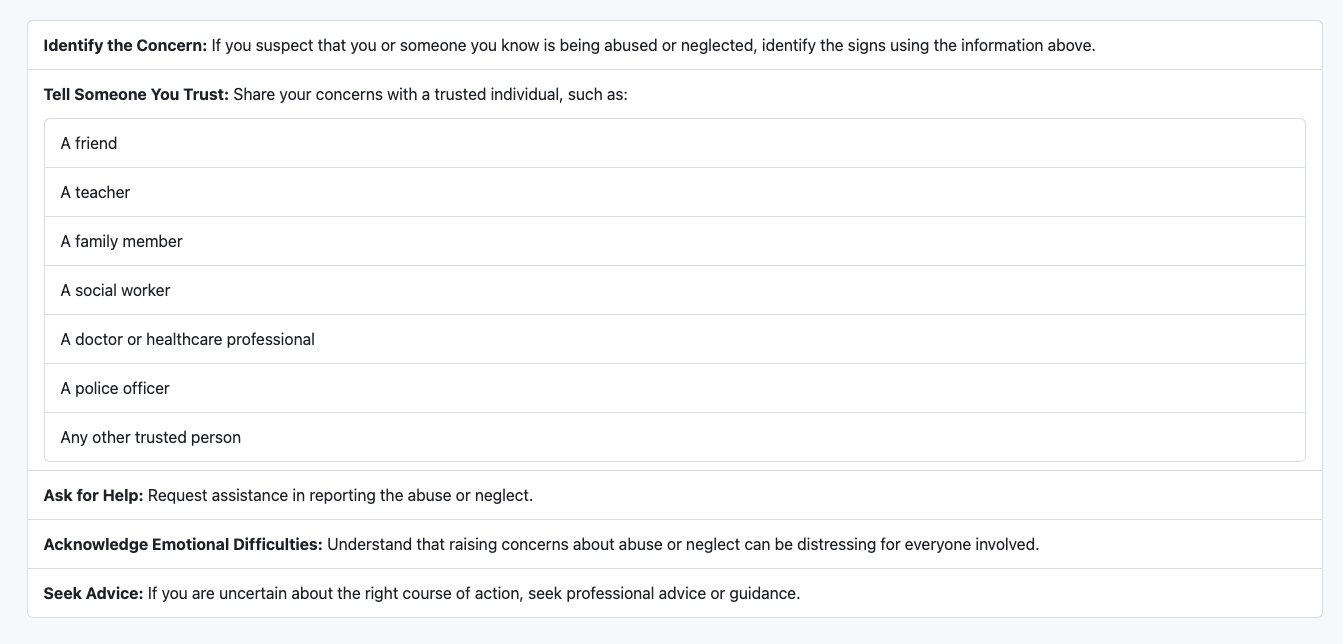 Identify the Concern: If you suspect that you or someone you know is being abused or neglected, identify the signs using the information above.
Tell Someone You Trust: Share your concerns with a trusted individual, such as:
A friend
A teacher
A family member
A social worker
A doctor or healthcare professional
A police officer
Any other trusted person
Ask for Help: Request assistance in reporting the abuse or neglect.
Acknowledge Emotional Difficulties: Understand that raising concerns about abuse or neglect can be distressing for everyone involved.
Seek Advice: If you are uncertain about the right course of action, seek professional advice or guidance.